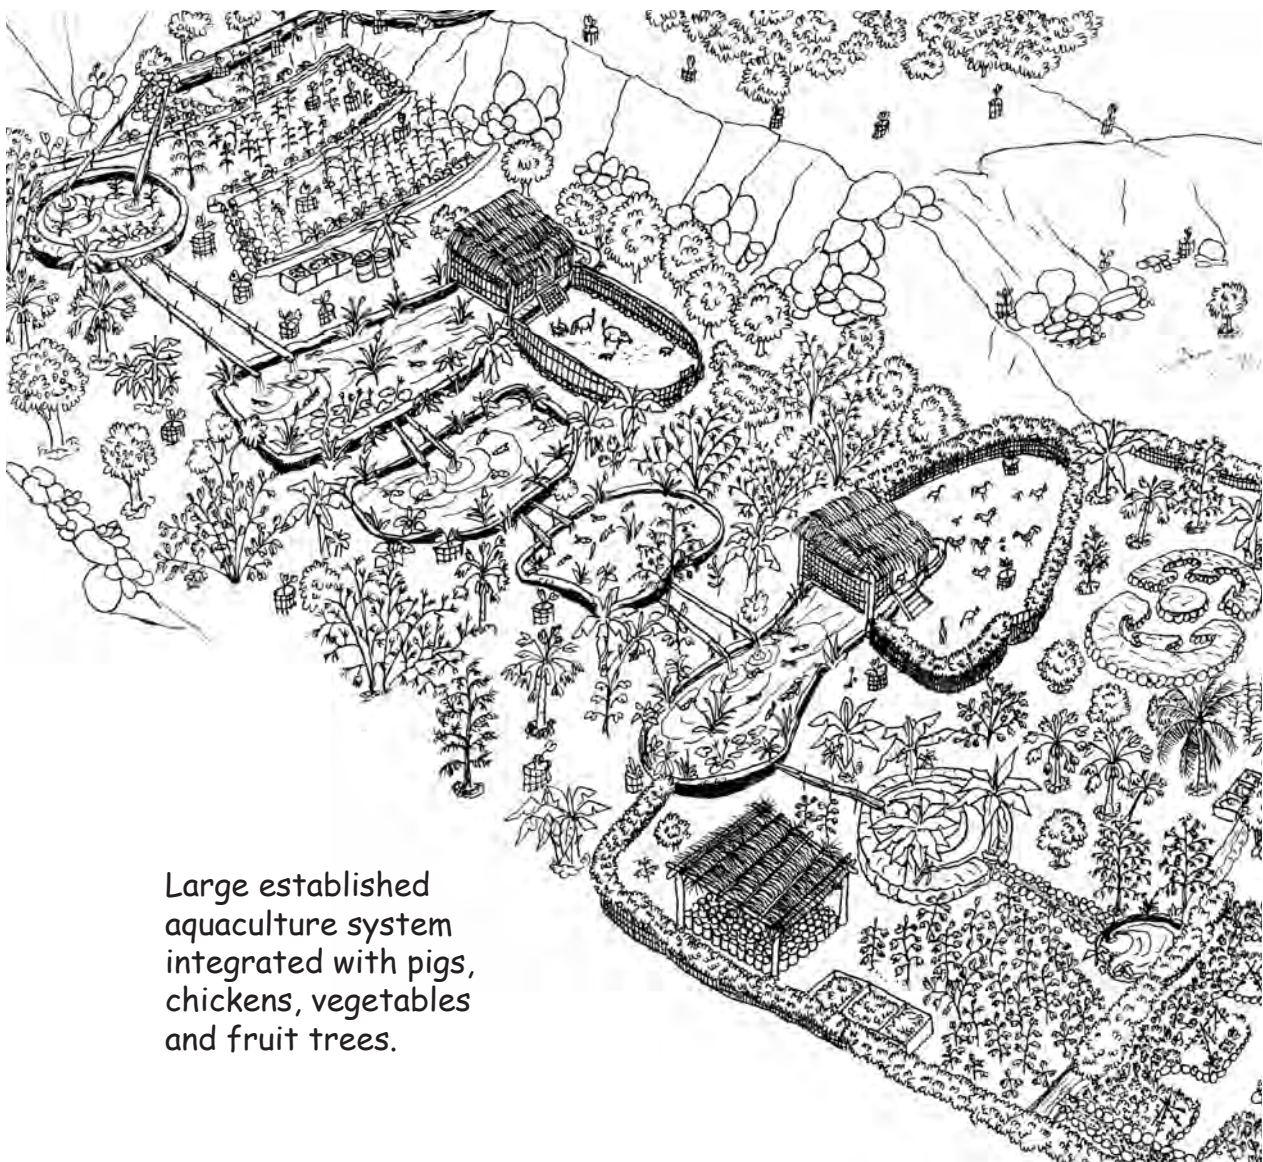 Large established
aquaculture system
integrated with pigs,
chickens, vegetables
and fruit trees.